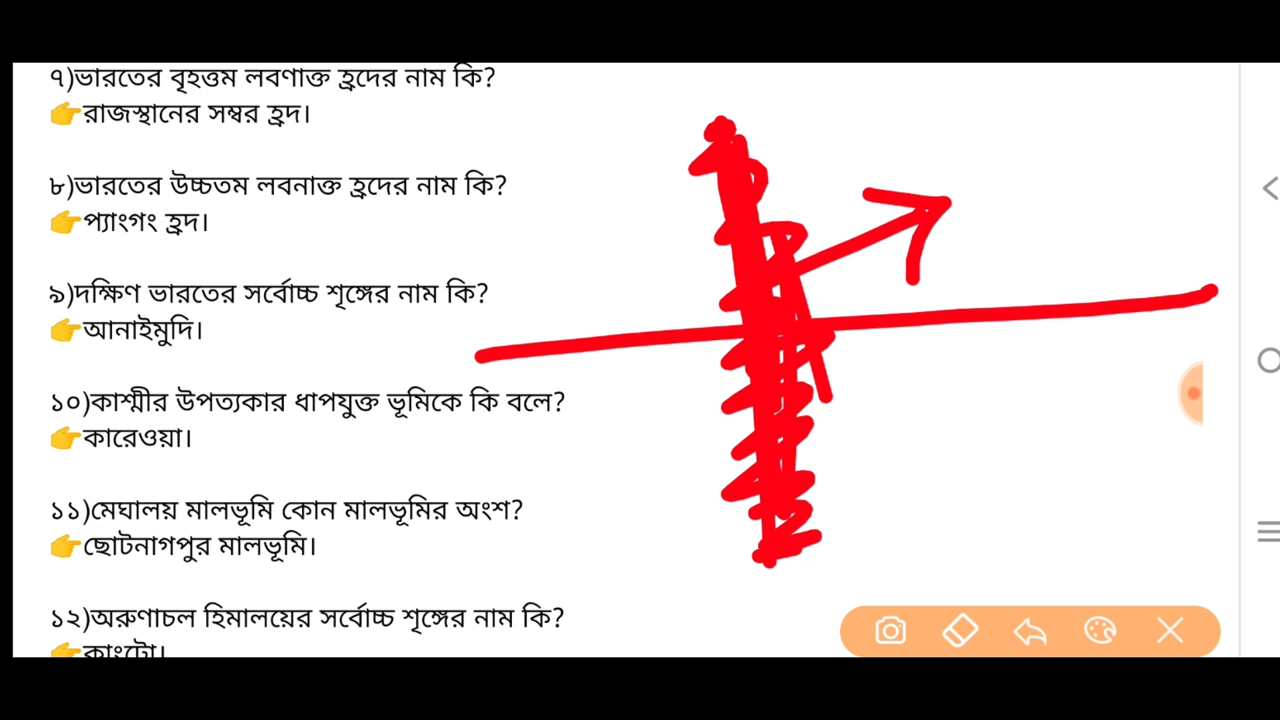 ৭)ভারতের বৃহত্তম লবণাক্ত হ্রদের নাম কি?
👉রাজস্থানের সম্বর হ্রদ।
৮)ভারতের উচ্চতম লবনাক্ত হ্রদের নাম কি?
👉প্যাংগং হ্রদ।
৯)দক্ষিণ ভারতের সর্বোচ্চ শৃঙ্গের নাম কি?
👉আনাইমুদি।
১০)কাশ্মীর উপত্যকার ধাপযুক্ত ভূমিকে কি বলে?
👉কারেওয়া।
১১)মেঘালয় মালভূমি কোন মালভূমির অংশ?
👉ছোটনাগপুর মালভূমি।
১২)অরুণাচল হিমালয়ের সর্বোচ্চ শৃঙ্গের নাম কি?
👉কাংটো।